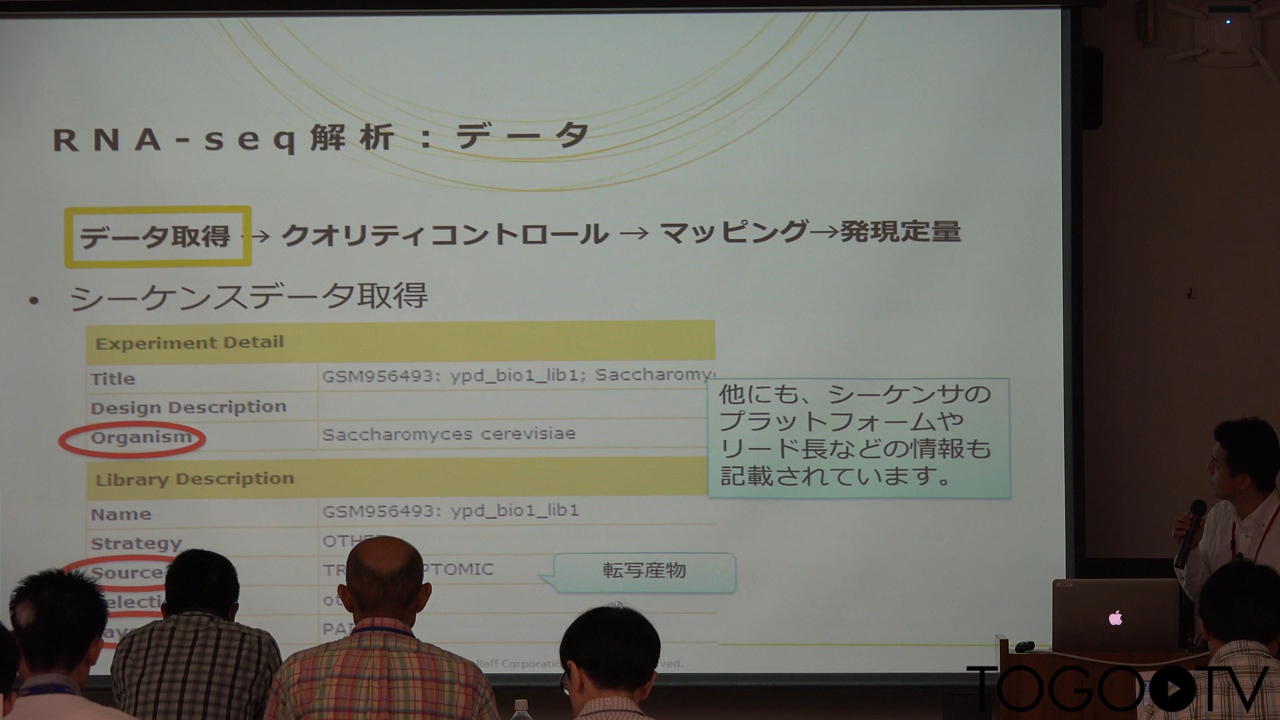 RNA-seq解析：データ
データ取得 → クオリティコントロール → マッピング→発現定量
• シーケンスデータ取得
Experiment Detail
Title GSM956493: ypd_bio1_lib1;
Design Description
Organism Saccharomyces cerevisiae
Library Description
Name GSM956493: ypd_bio1_lib1
Strategy
Source
転写産物
他にも、シーケンサの
プラットフォームや
リード長などの情報も
記載されています。
TOGO TV